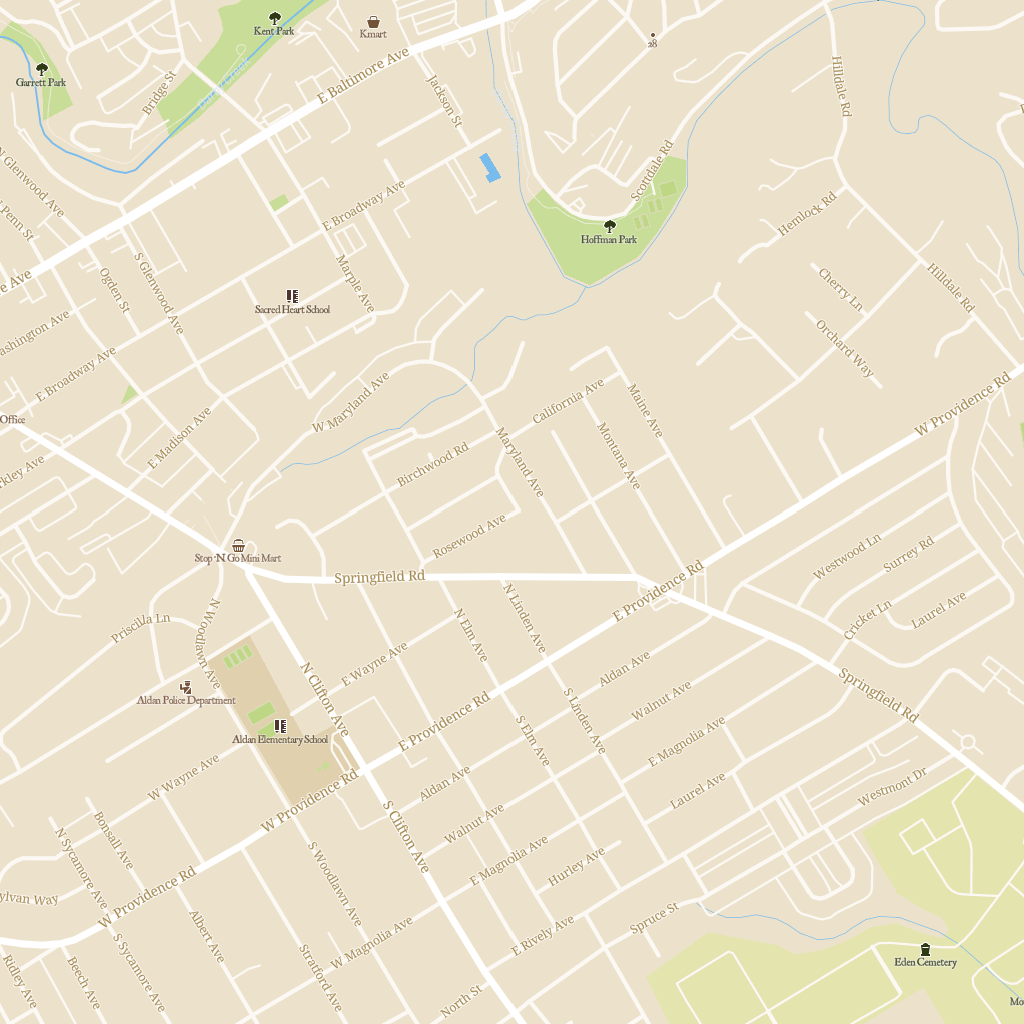 Kent Park
Kmart
28
E Baltimore Ave
Garrett Park
Bridge St
Jackson St
Hilldale Rd
Scottdale Rd
N Glenwood Ave
Penn St
E Broadway Ave
Hemlock Rd
Hoffman Park
S Glenwood Ave
Ogden St
Marple Ave
e Ave
Cherry Ln
Hilldale Rd
Sacred Heart School
ashington Ave
Orchard Way
E Broadway Ave
W Maryland Ave
California Ave
Maine Ave
W Providence Rd
Office
E Madison Ave
Maryland Ave
Montana Ave
Birchwood Rd
rkley Ave
Rosewood Ave
Stop 'N Go Mini Mart
Westwood Ln
Surrey Rd
Springfield Rd
E Providence Rd
N Linden Ave
Priscilla Ln
N Woodlawn Ave
N Elm Ave
Cricket Ln
Laurel Ave
E Wayne Ave
Aldan Ave
N Clifton Ave
Aldan Police Department
Walnut Ave
Springfield Rd
S Linden Ave
E Providence Rd
S Elm Ave
Aldan Elementary School
E Magnolia Ave
W Wayne Ave
Aldan Ave
Laurel Ave
Westmont Dr
W Providence Rd
Walnut Ave
S Clifton Ave
Bonsall Ave
N Sycamore Ave
E Magnolia Ave
Hurley Ave
S Woodlawn Ave
W Providence Rd
ylvan Way
Albert Ave
W Magnolia Ave
E Rively Ave
Spruce St
S Sycamore Ave
Eden Cemetery
Ridley Ave
Beech Ave
Stratford Ave
North St
Mo